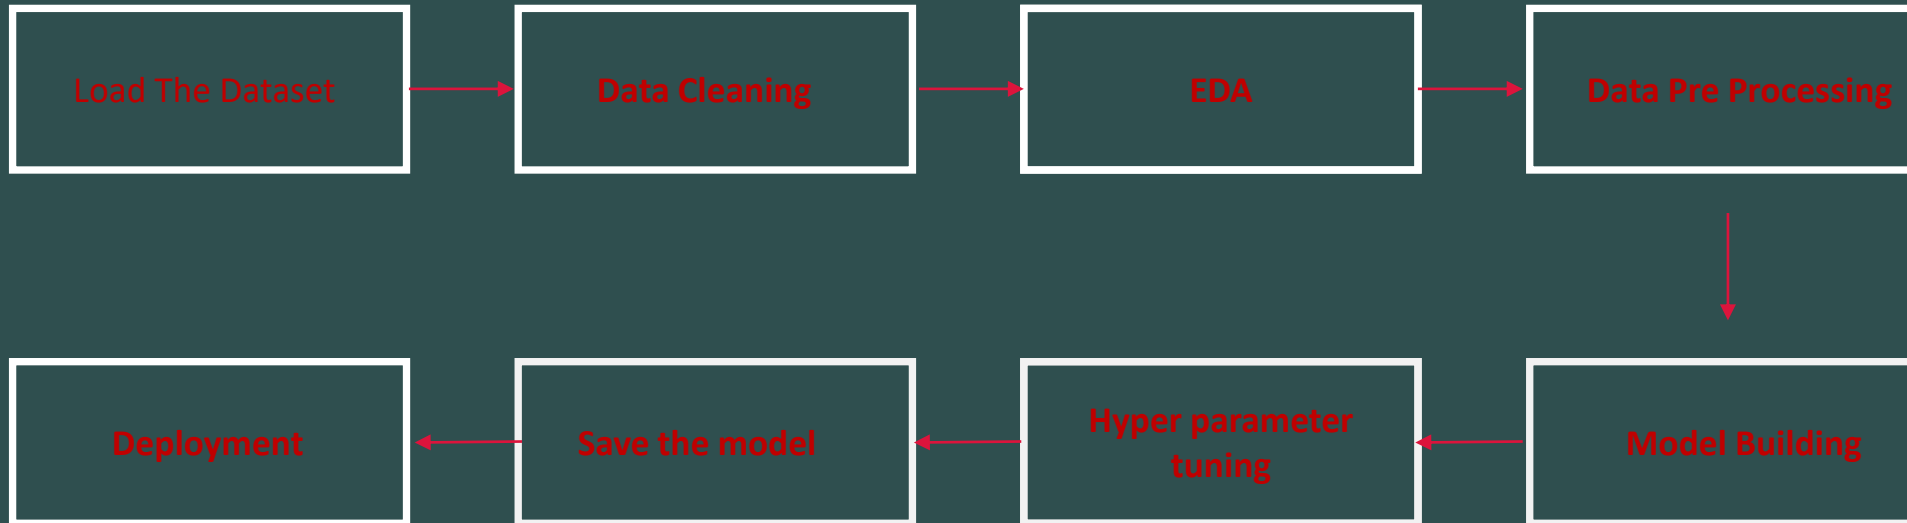 Load The Dataset
Data Cleaning
EDA
Data Pre Processing
Deployment
Save the model
Hyper parameter
tuning
Model Building